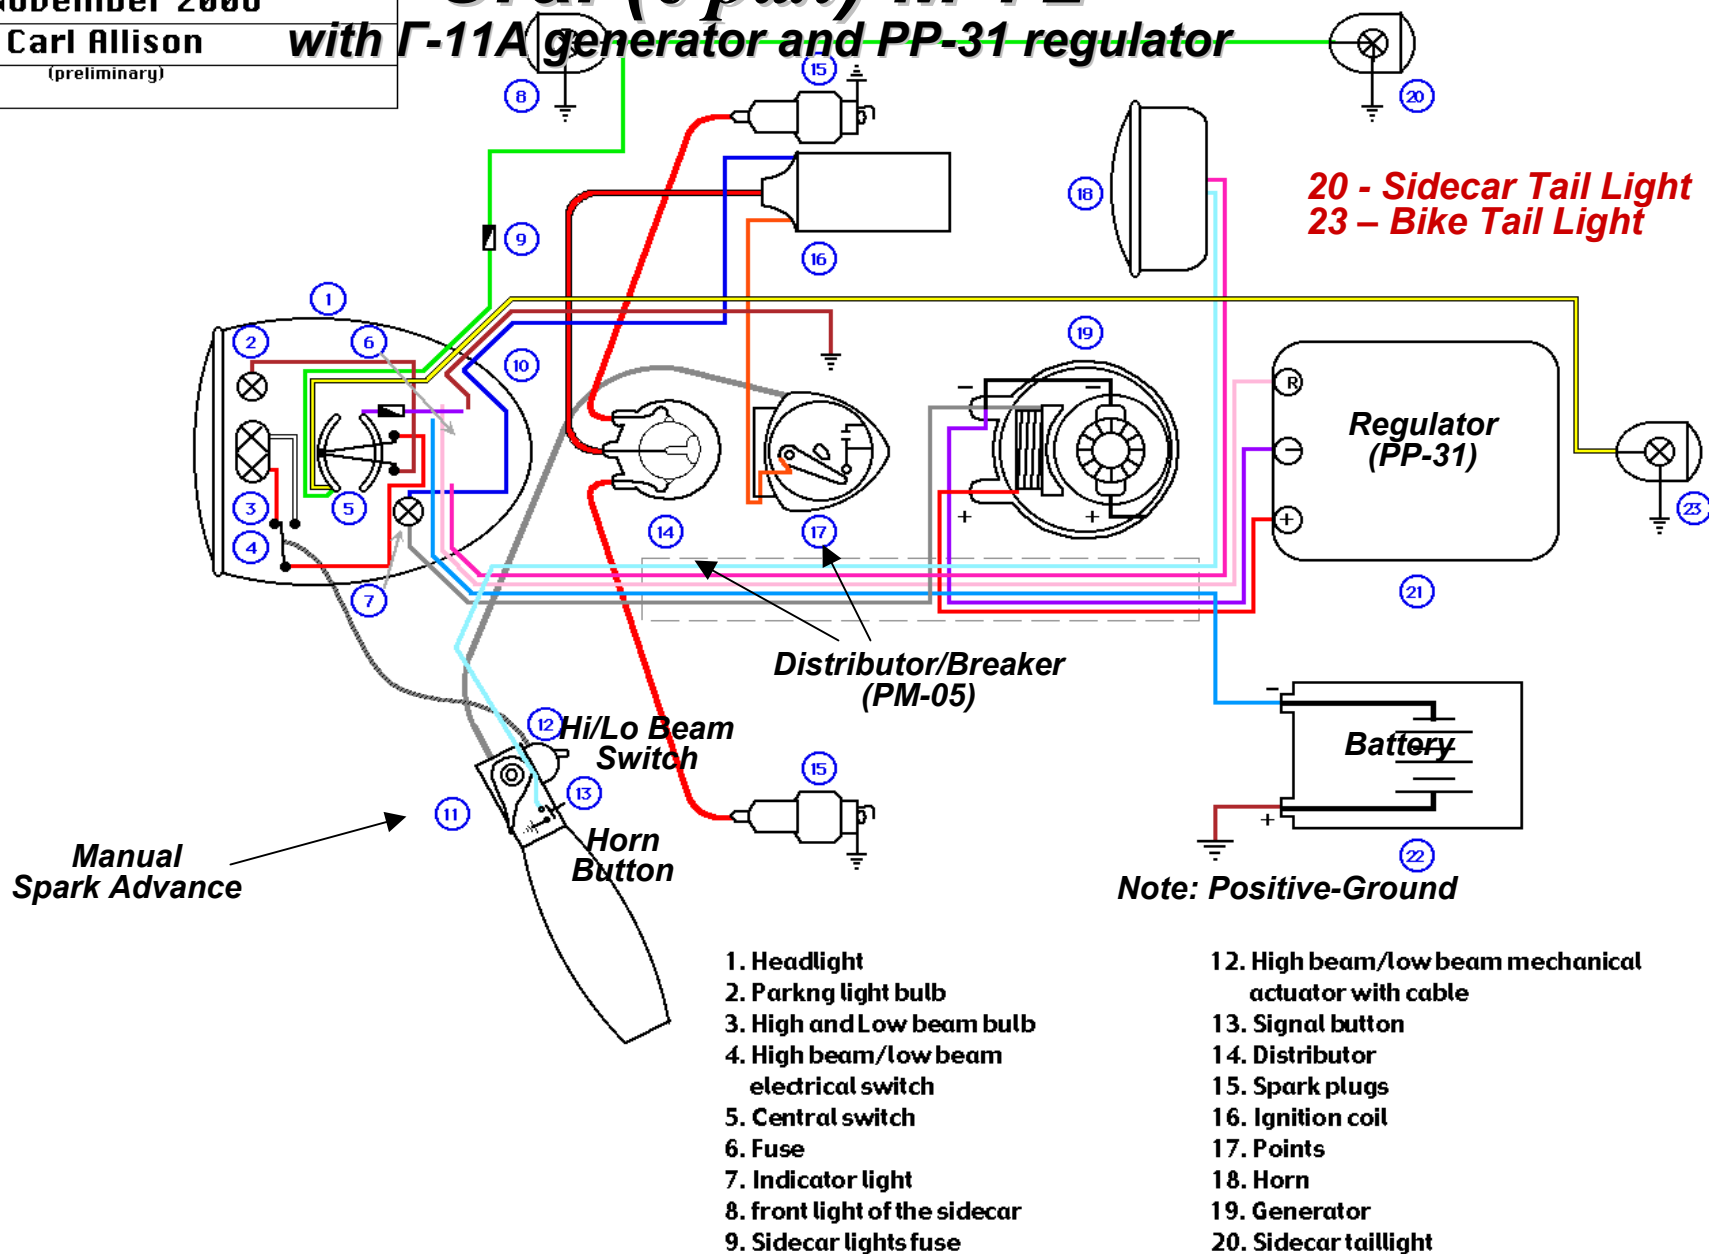 Carl Allison
(preliminary)
with Г-11A generator and PP-31 regulator
15
8
20
18
20 - Sidecar Tail Light
23 – Bike Tail Light
9
16
1
2
6
10
19
R
Regulator
(PP-31)
3
5
4
14
17
23
7
21
Distributor/Breaker
(PM-05)
12
Hi/Lo Beam
Switch
Battery
15
13
11
Horn
Button
Manual
Spark Advance
22
Note: Positive-Ground
1. Headlight
2. Parkng light bulb
3. High and Low beam bulb
4. High beam/low beam
electrical switch
5. Central switch
6. Fuse
7. Indicator light
8. front light of the sidecar
9. Sidecar lights fuse
12. High beam/low beam mechanical
actuator with cable
13. Signal button
14. Distributor
15. Spark plugs
16. Ignition coil
17. Points
18. Horn
19. Generator
20. Sidecar taillight